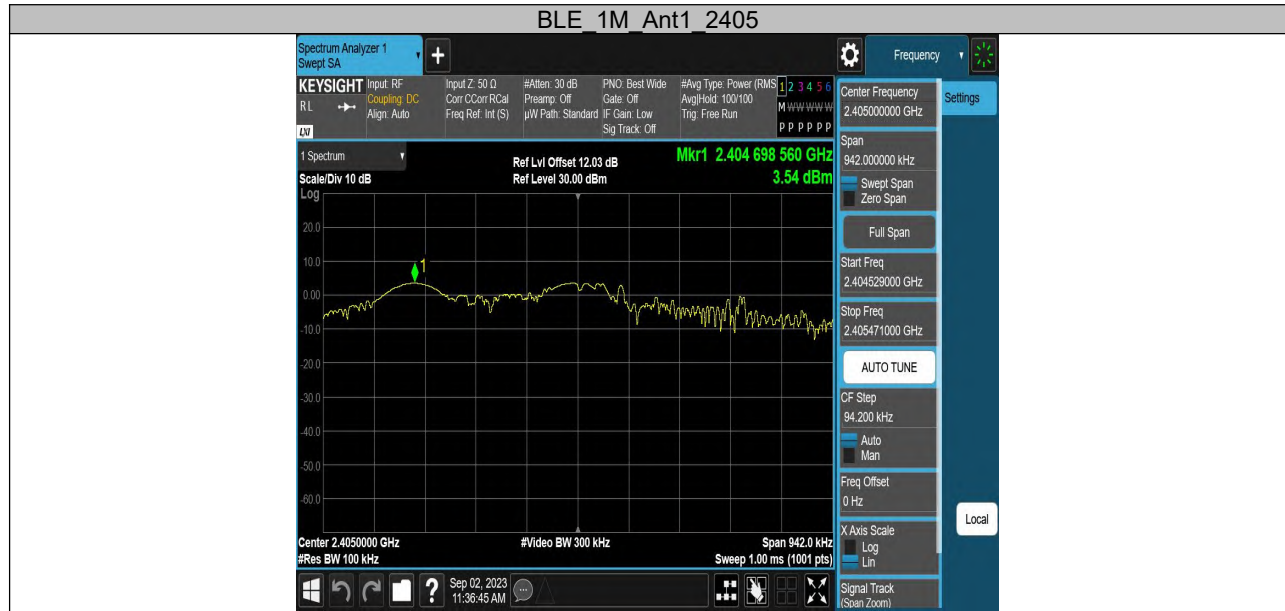 BLE_1M_Ant1_2405
Spectrum Analyzer 1
Swept SA
Frequency
KEYSIGHT
RL
LXI
Input: RF
Coupling: DC
Align: Auto
Input Z: 50 Ω
Corr CCorr RCal
Freq Ref: Int (S)
#Atten: 30 dB
Preamp: Off
µW Path: Standard
PNO: Best Wide
Gate: Off
IF Gain: Low
Sig Track: Off
#Avg Type: Power (RMS
Avg|Hold: 100/100
Trig: Free Run
1 2 3 4 5 6
M W W W W W
P P P P P P
1 Spectrum
Scale/Div 10 dB
Ref Lvl Offset 12.03 dB
Ref Level 30.00 dBm
Mkr1 2.404 698 560 GHz
3.54 dBm
Log
20.0
10.0
0.00
-10.0
-20.0
-30.0
-40.0
-50.0
-60.0
1
Center 2.4050000 GHz
#Res BW 100 kHz
#Video BW 300 kHz
Span 942.0 kHz
Sweep 1.00 ms (1001 pts)
?
Sep 02, 2023
11:36:45 AM
Center Frequency
2.405000000 GHz
Span
942.000000 kHz
Swept Span
Zero Span
Full Span
Start Freq
2.404529000 GHz
Stop Freq
2.405471000 GHz
AUTO TUNE
CF Step
94.200 kHz
Auto
Man
Freq Offset
0 Hz
X Axis Scale
Log
Lin
Signal Track
(Span Zoom)
Settings
Local